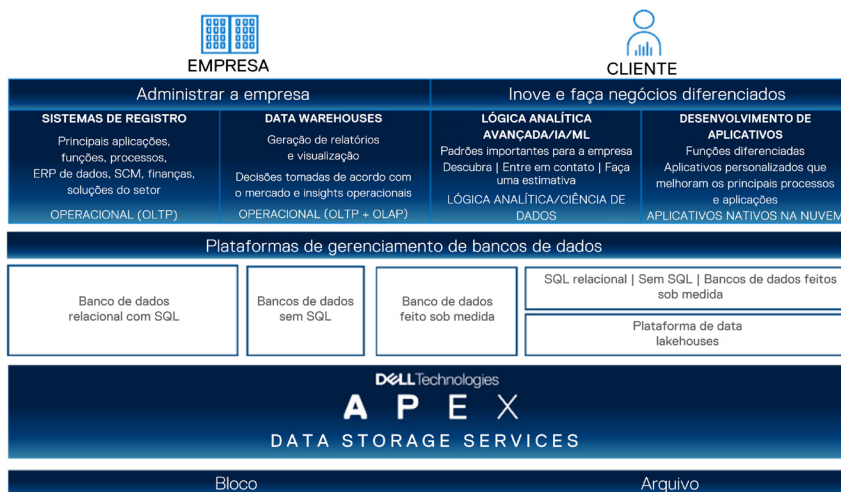 EMPRESA
CLIENTE
Administrar a empresa
Inove e faça negócios diferenciados
SISTEMAS DE REGISTRO
Principais aplicações,
funções, processos,
ERP de dados, SCM, finanças,
soluções do setor
OPERACIONAL (OLTP)
DATA WAREHOUSES
Geração de relatórios
e visualização
Decisões tomadas de acordo com
o mercado e insights operacionais
OPERACIONAL (OLTP + OLAP)
LÓGICA ANALÍTICA
AVANÇADA/IA/ML
Padrões importantes para a empresa
Descubra | Entre em contato | Faça
uma estimativa
LÓGICA ANALÍTICA/CIÊNCIA DE
DADOS
DESENVOLVIMENTO DE
APLICATIVOS
Funções diferenciadas
Aplicativos personalizados que
melhoram os principais processos
e aplicações
APLICATIVOS NATIVOS NA NUVEM
Plataformas de gerenciamento de bancos de dados
Banco de dados
relacional com SQL
Bancos de dados
sem SQL
Banco de dados
feito sob medida
SQL relacional | Sem SQL | Bancos de dados feitos
sob medida
Plataforma de data
lakehouses
DELLTechnologies
APEX
DATA STORAGE SERVICES
Bloco
Arquivo